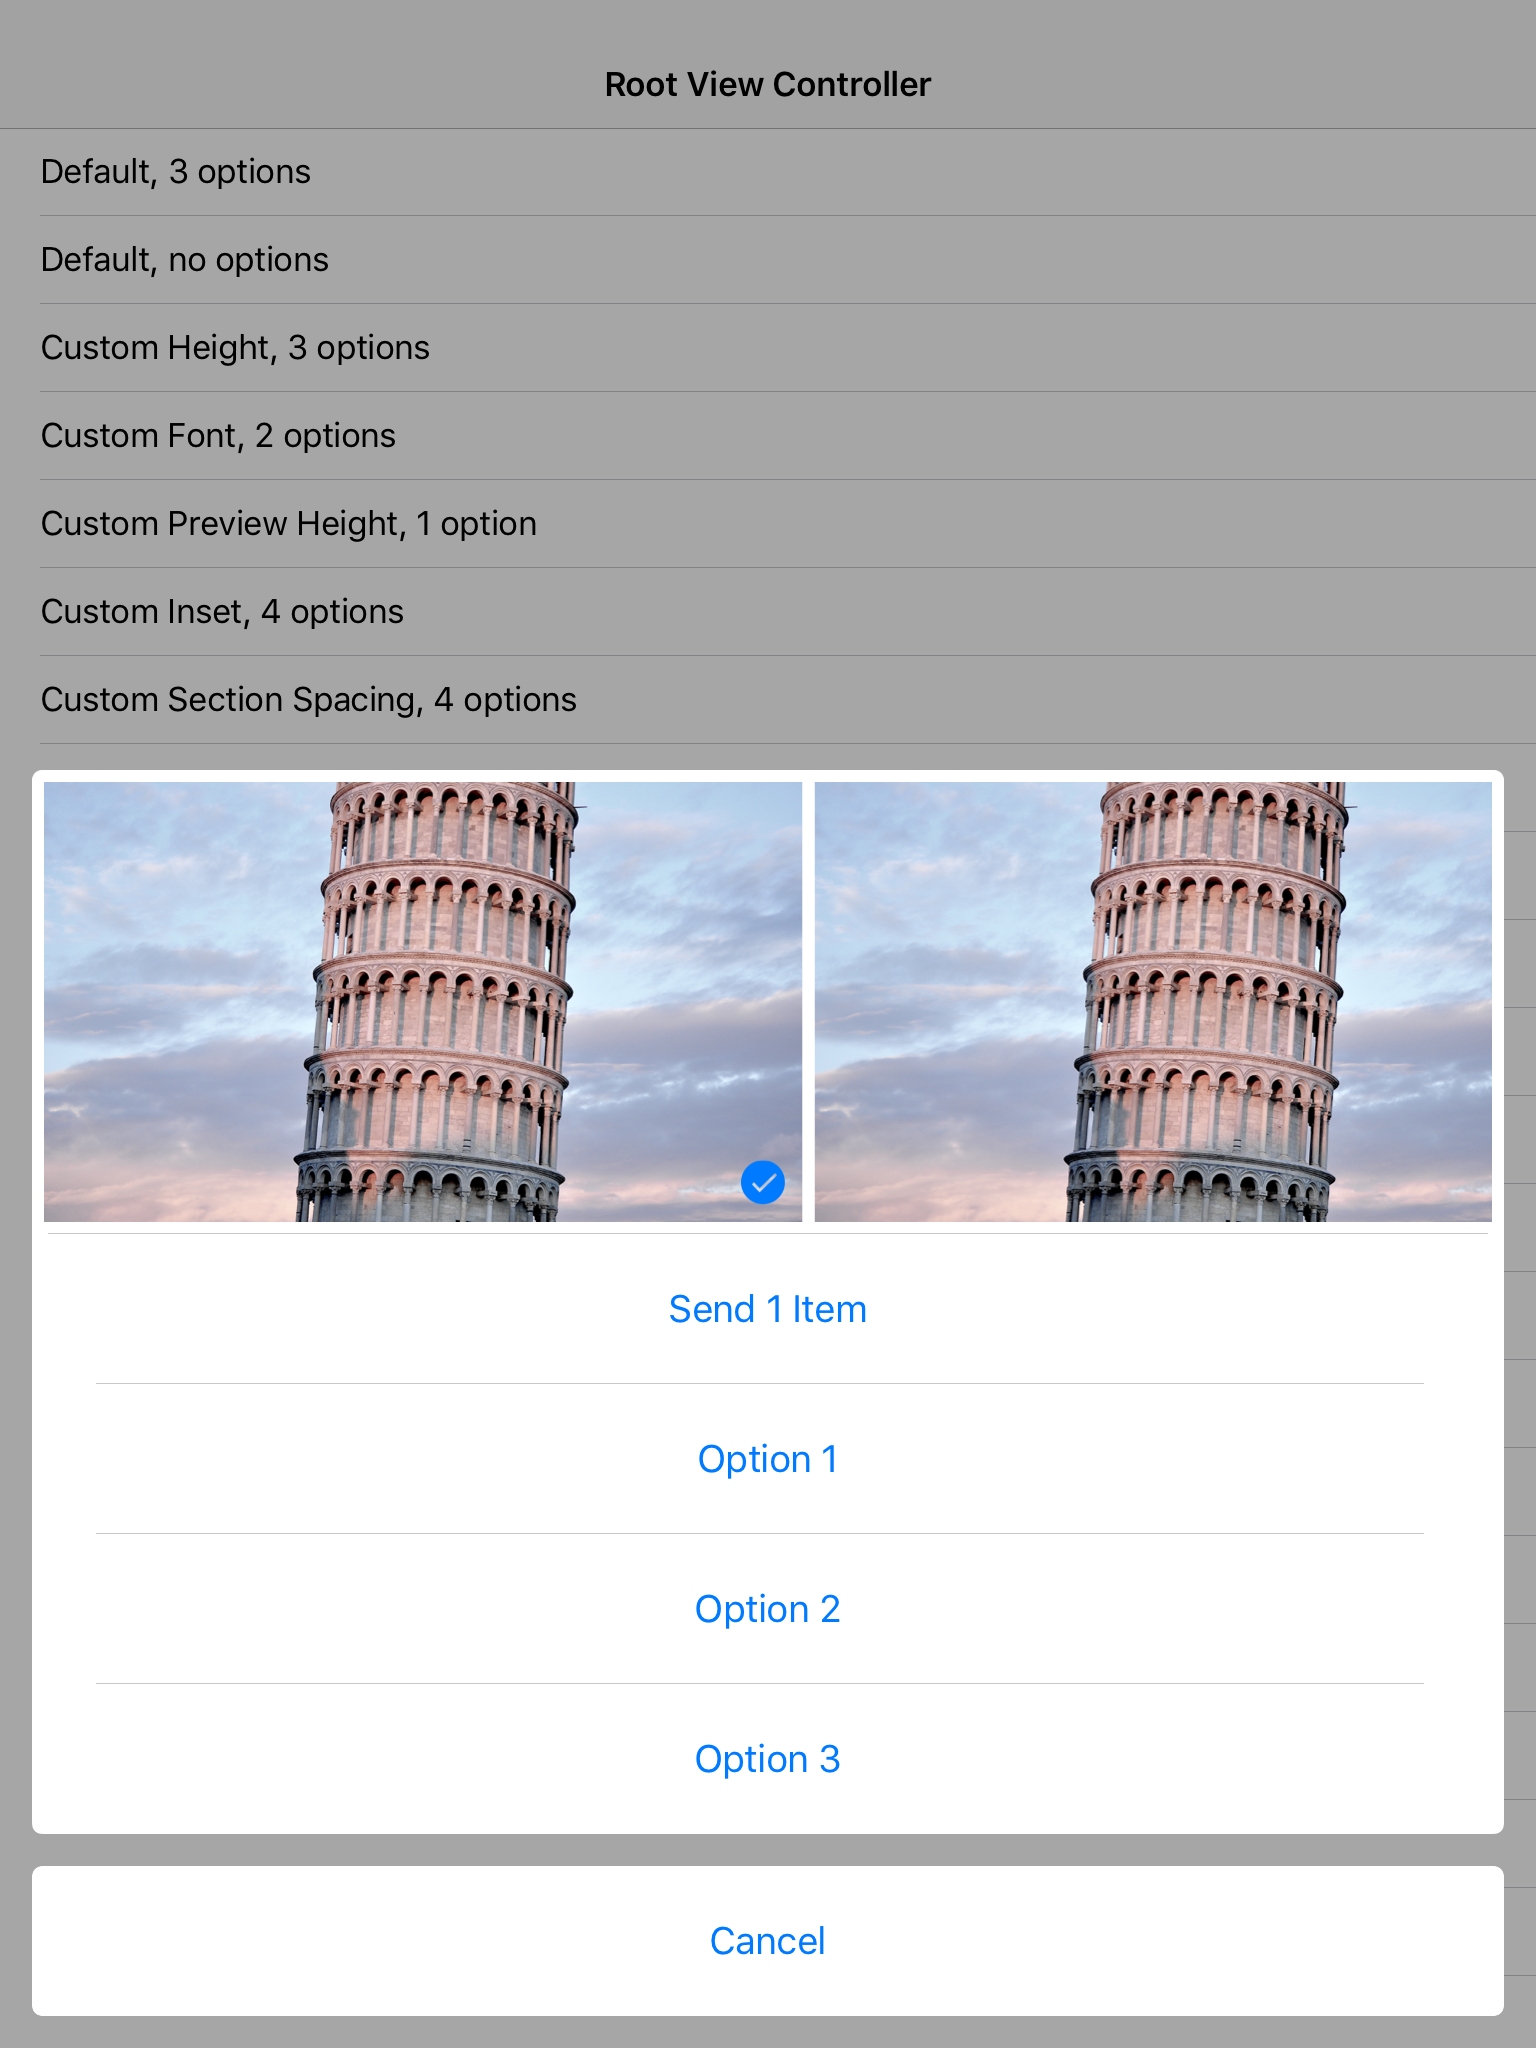 Root View Controller
Default, 3 options
Default, no options
Custom Height, 3 options
Custom Font, 2 options
Custom Preview Height, 1 option
Custom Inset, 4 options
Custom Section Spacing, 4 options
Send 1 Item
Option 1
Option 2
Option 3
Cancel